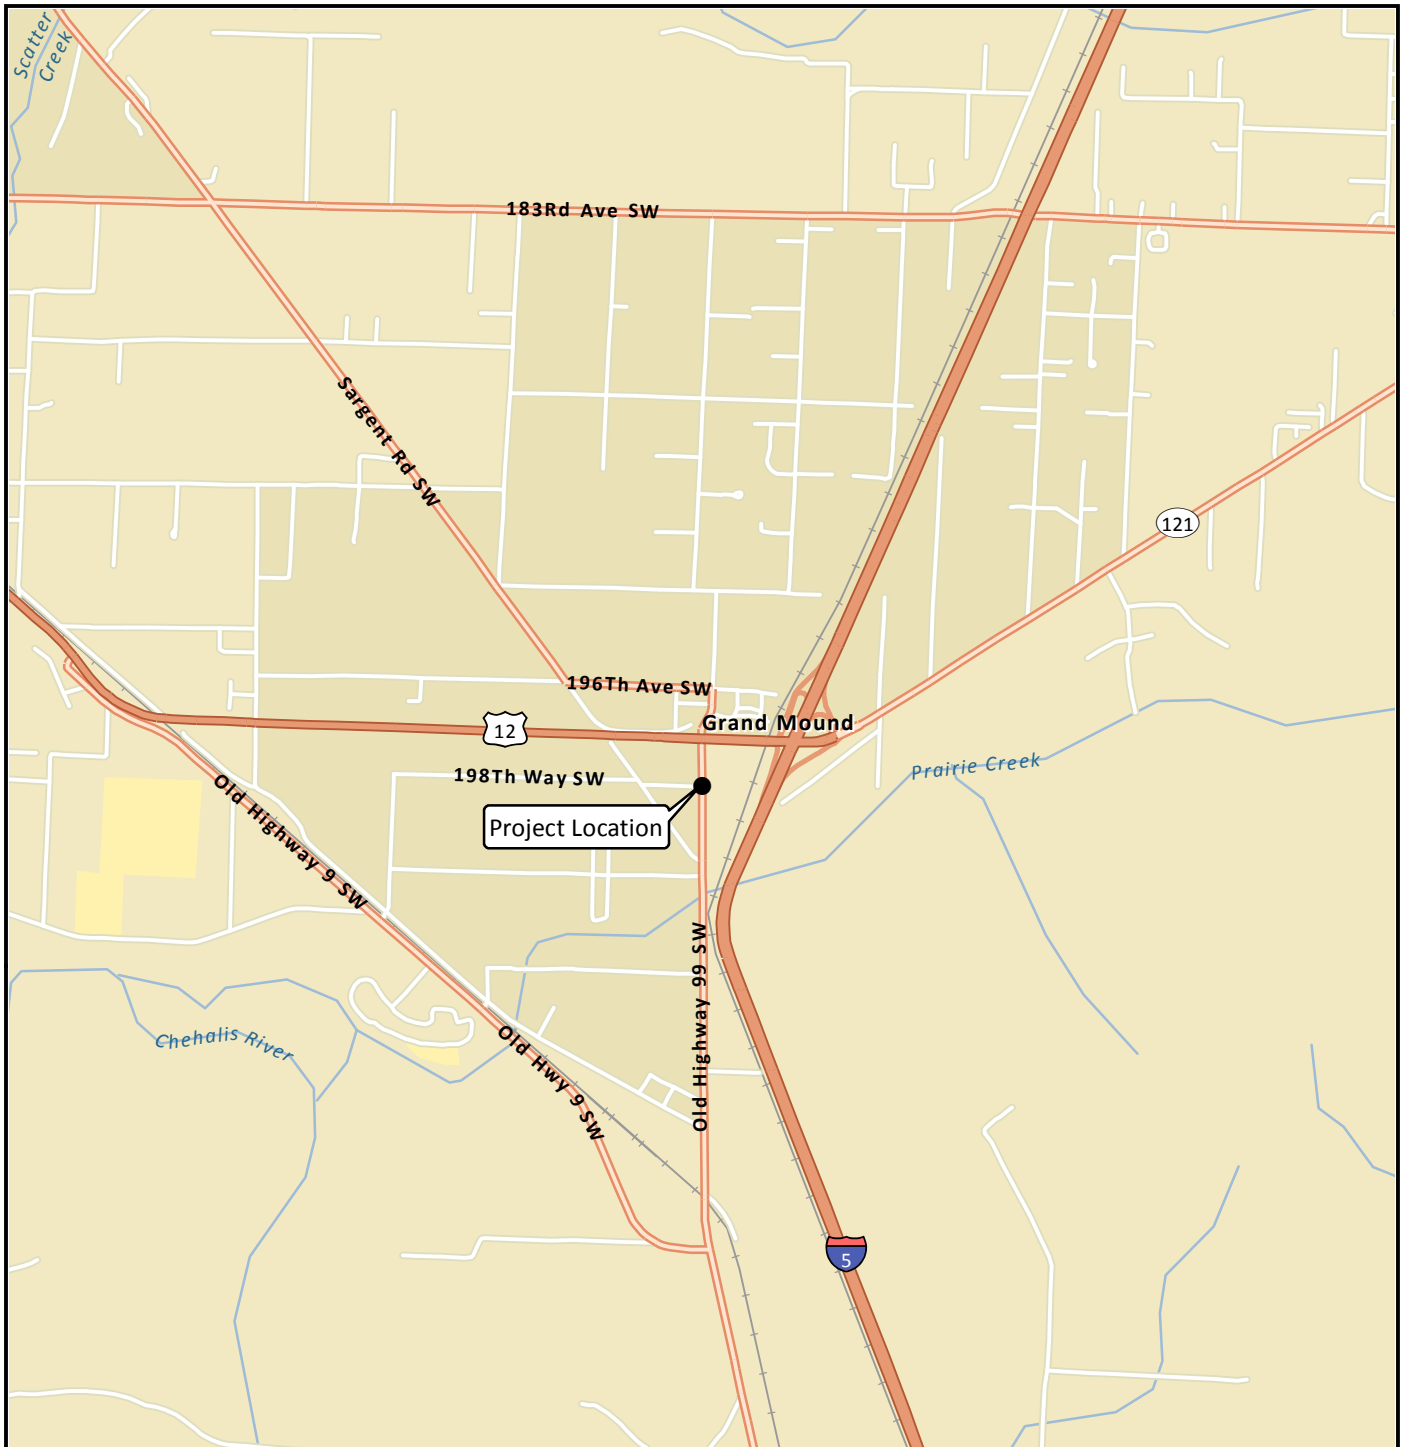 Scatter
Creek
183Rd Ave SW
Sargent Rd SW
121
196Th Ave SW
Grand Mound
12
Prairie Creek
198Th Way SW
Old Highway 9 SW
Project Location
Old Highway 99 SW
Chehalis River
Old Hwy 9 SW
5